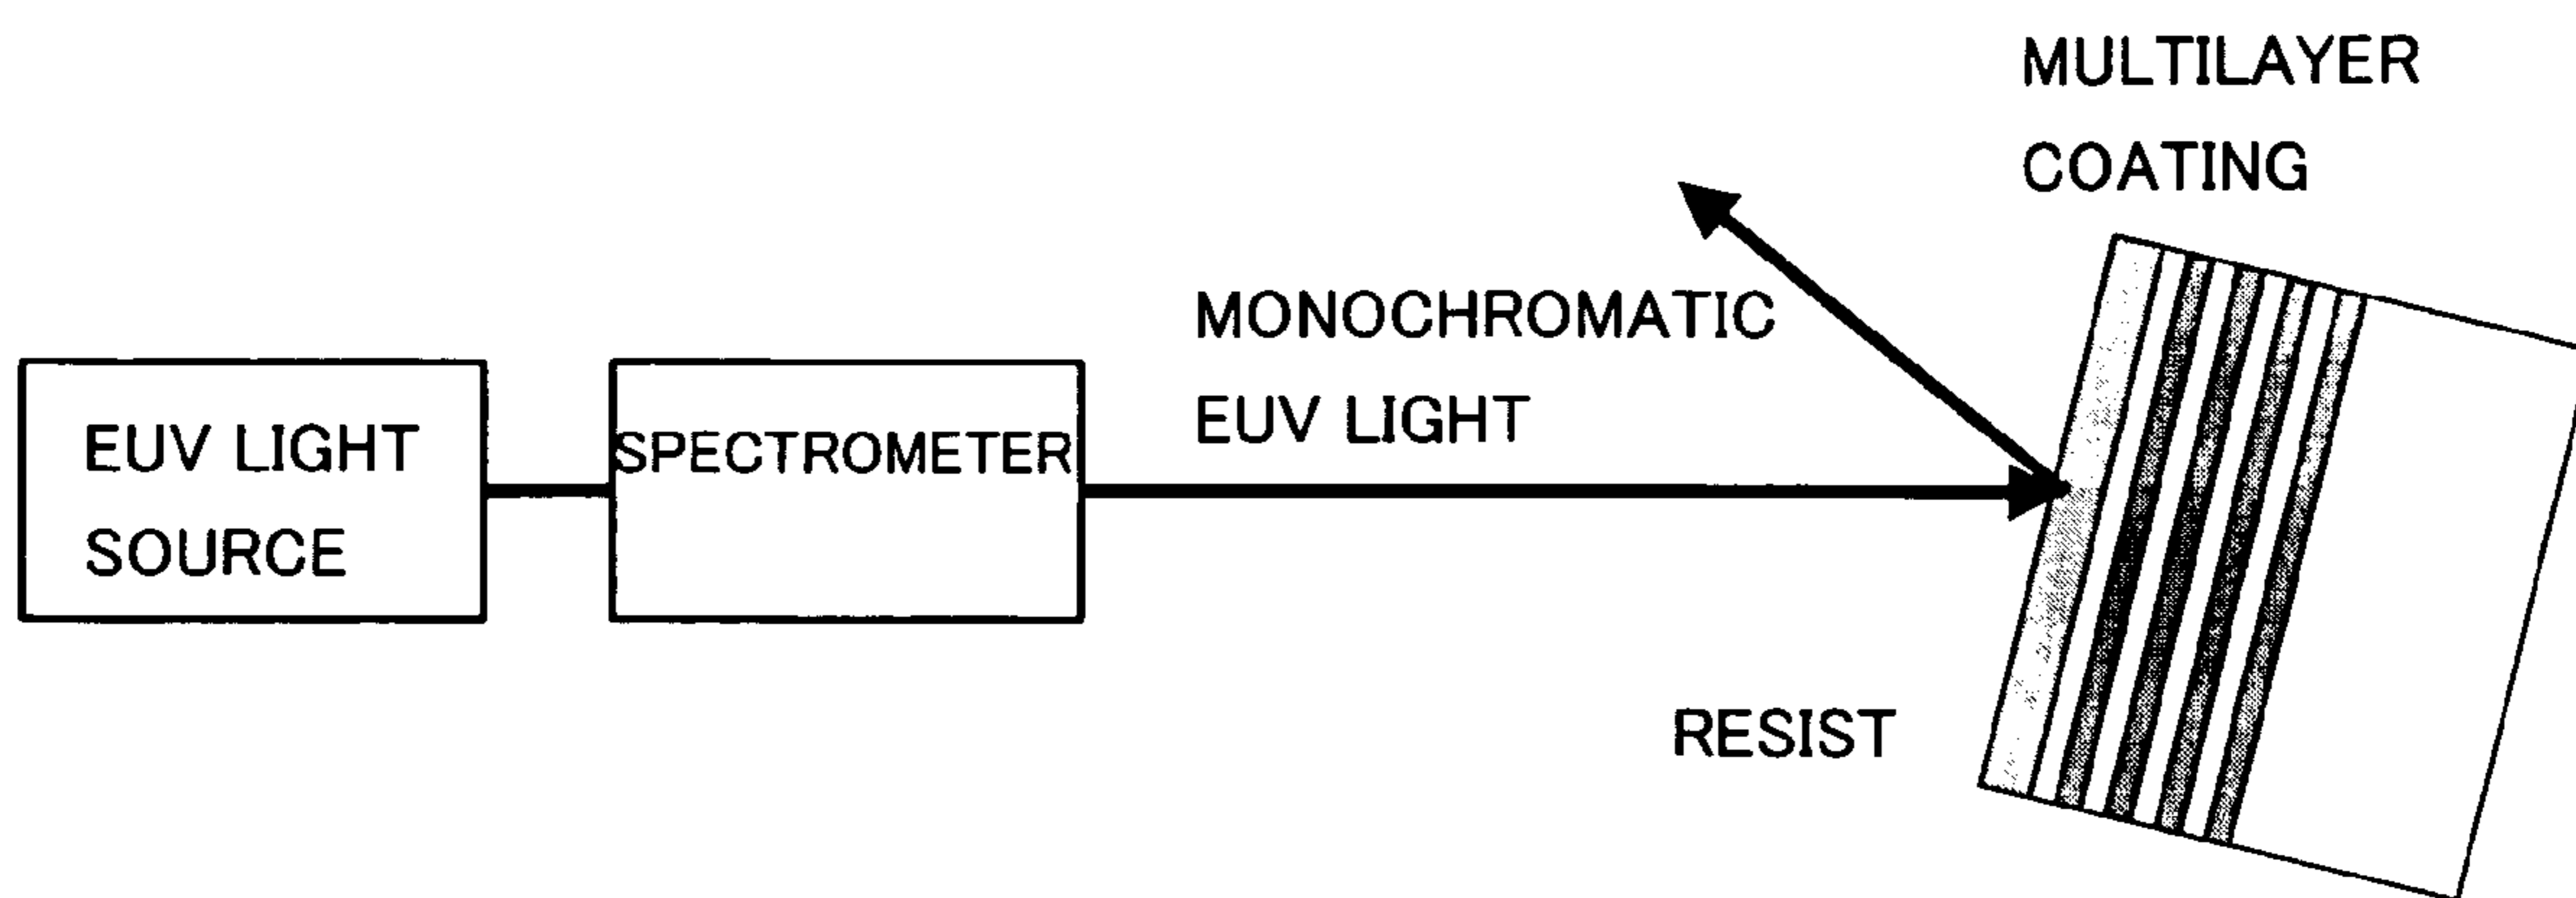 MULTILAYER
COATING
MONOCHROMATIC
EUV LIGHT
EUV LIGHT
SOURCE
SPECTROMETER
RESIST